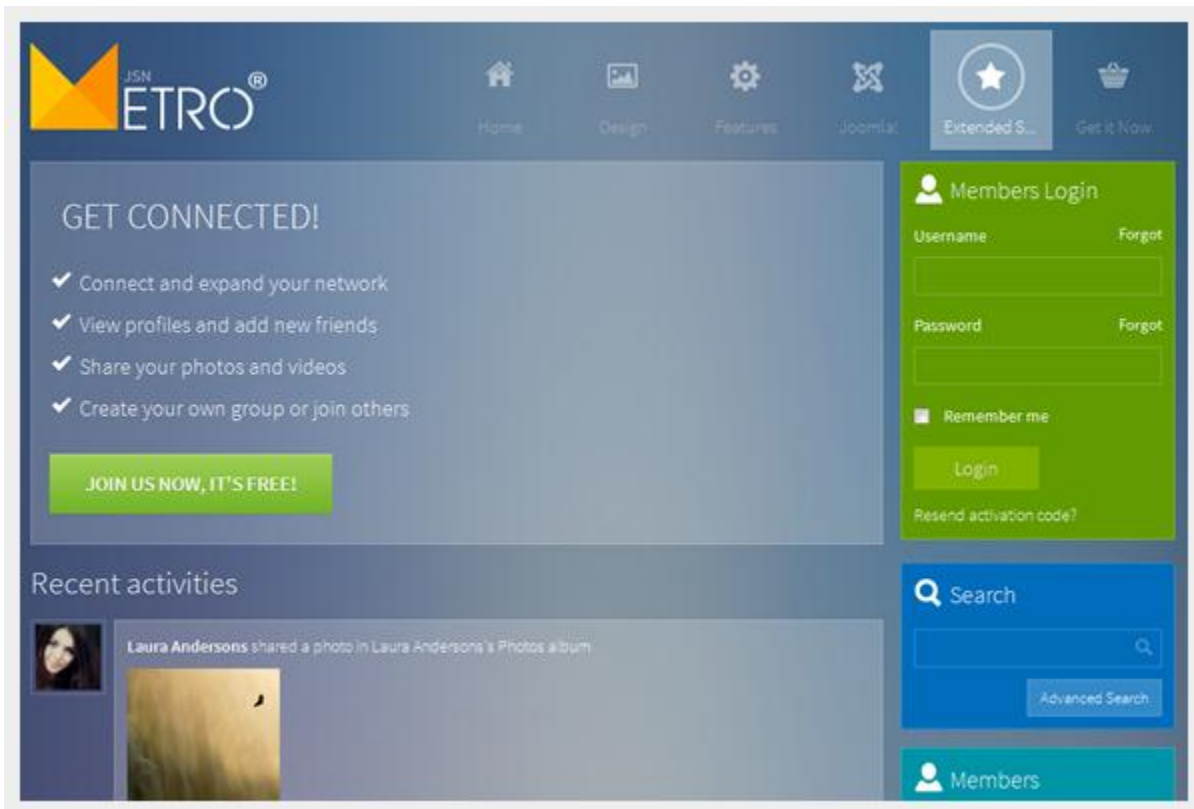 JSN
METRO®
Home
Design
Features
Joomla!
Extended S...
Get it Now
GET CONNECTED!
Connect and expand your network
View profiles and add new friends
Share your photos and videos
Create your own group or join others
JOIN US NOW, IT'S FREE!
Members Login
Username Forgot
Password Forgot
Remember me
Login
Resend activation code?
Recent activities
Laura Andersons shared a photo in Laura Andersons's Photos album
Search
Advanced Search
Members